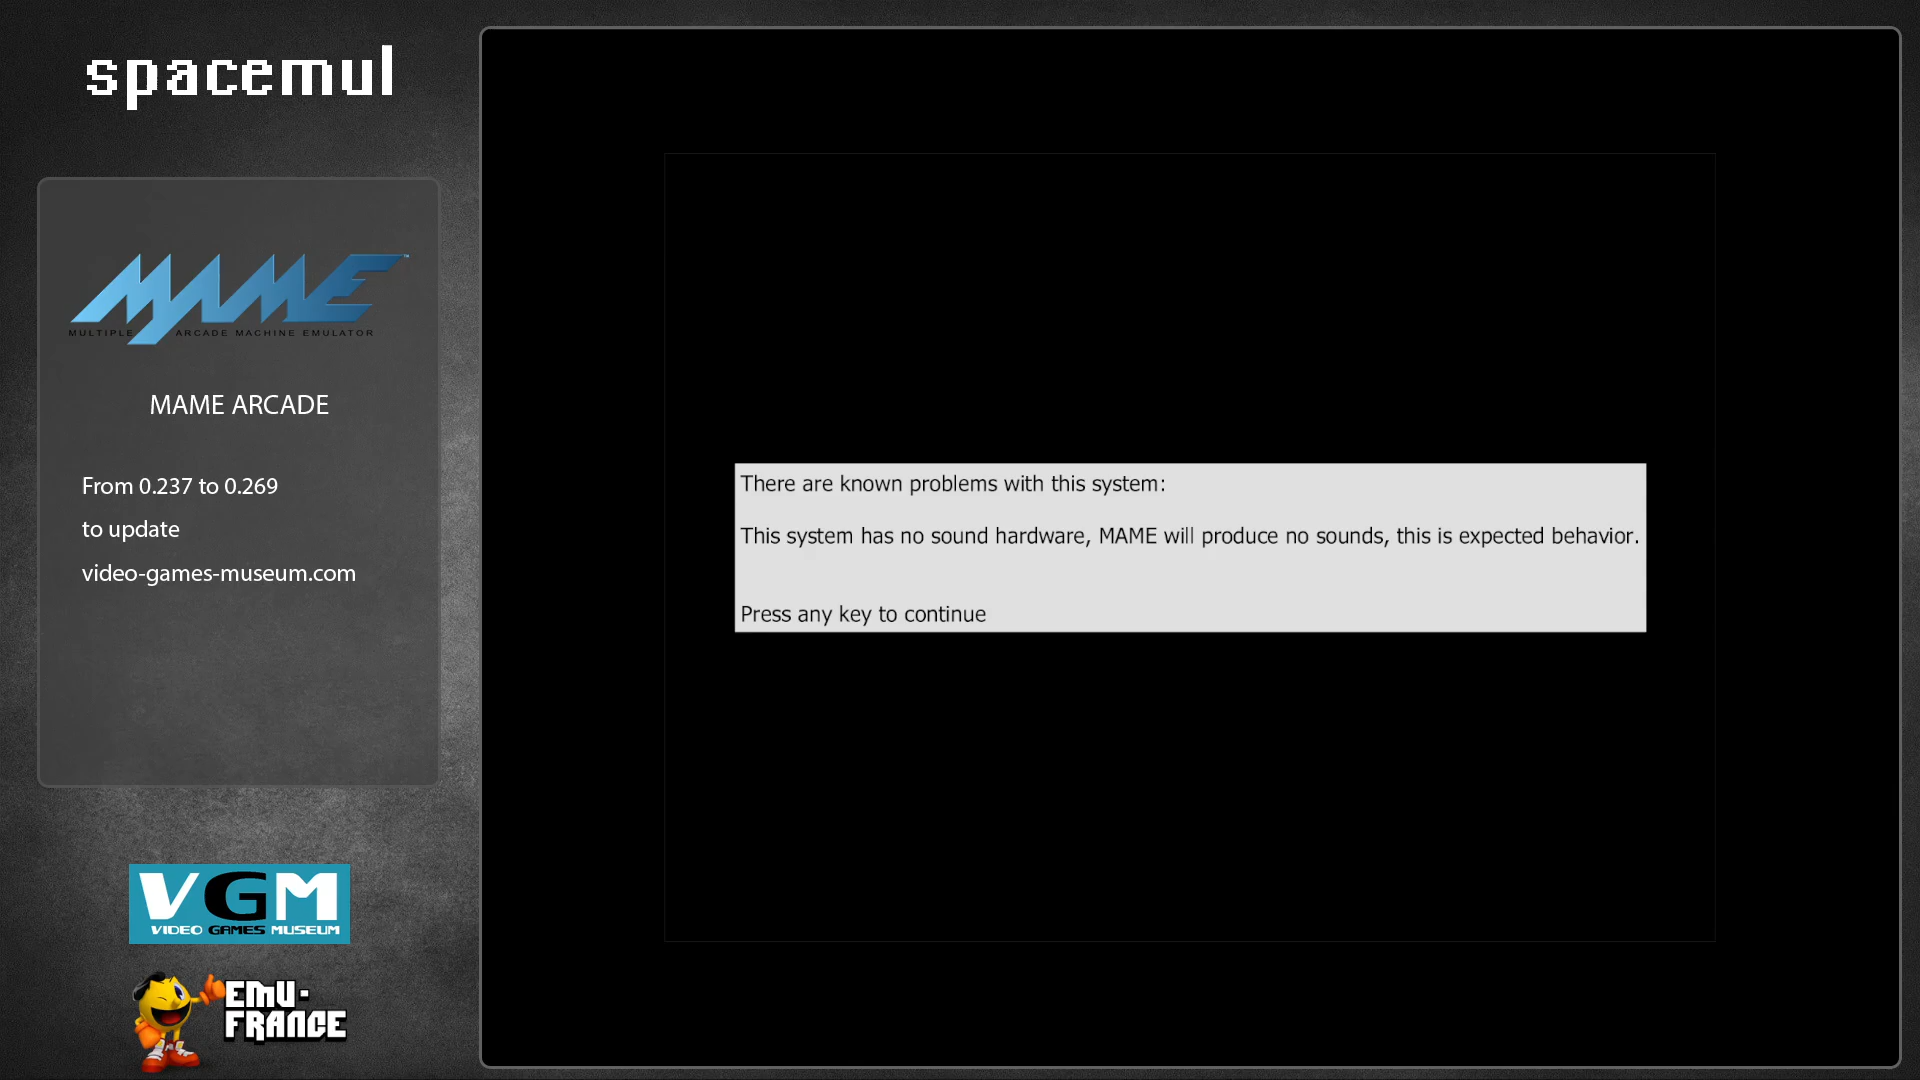 spacemul
MAME™
MULTIPLE ARCADE MACHINE EMULATOR
MAME ARCADE
From 0.237 to 0.269
to update
video-games-museum.com
VGM
VIDEO GAMES MUSEUM
EMU-
FRANCE
There are known problems with this system:
This system has no sound hardware, MAME will produce no sounds, this is expected behavior.
Press any key to continue